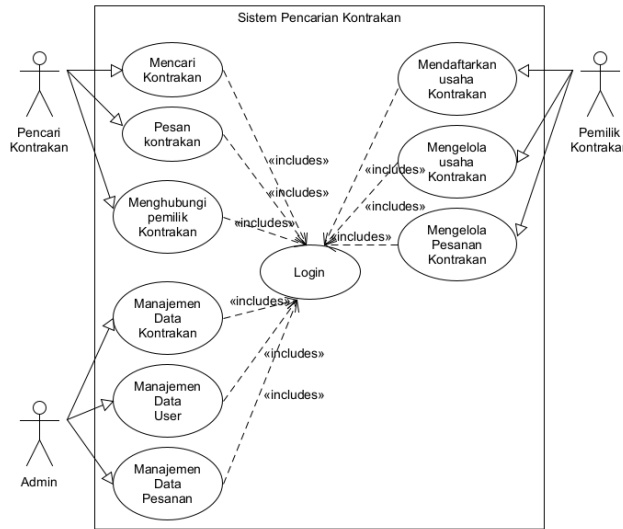 Sistem Pencarian Kontrakan
Mencari
Kontrakan
Pesan
kontrakan
Menghubungi
pemilik
Kontrakan
Pencari
Kontrakan
Mendaftarkan
usaha
Kontrakan
Mengelola
usaha
Kontrakan
Mengelola
Pesanan
Kontrakan
Pemilik
Kontrakan
«includes»
«includes»
«includes»
«includes»
«includes»
«includes»
Login
«includes»
«includes»
«includes»
Manajemen
Data
Kontrakan
Manajemen
Data
User
Manajemen
Data
Pesanan
Admin